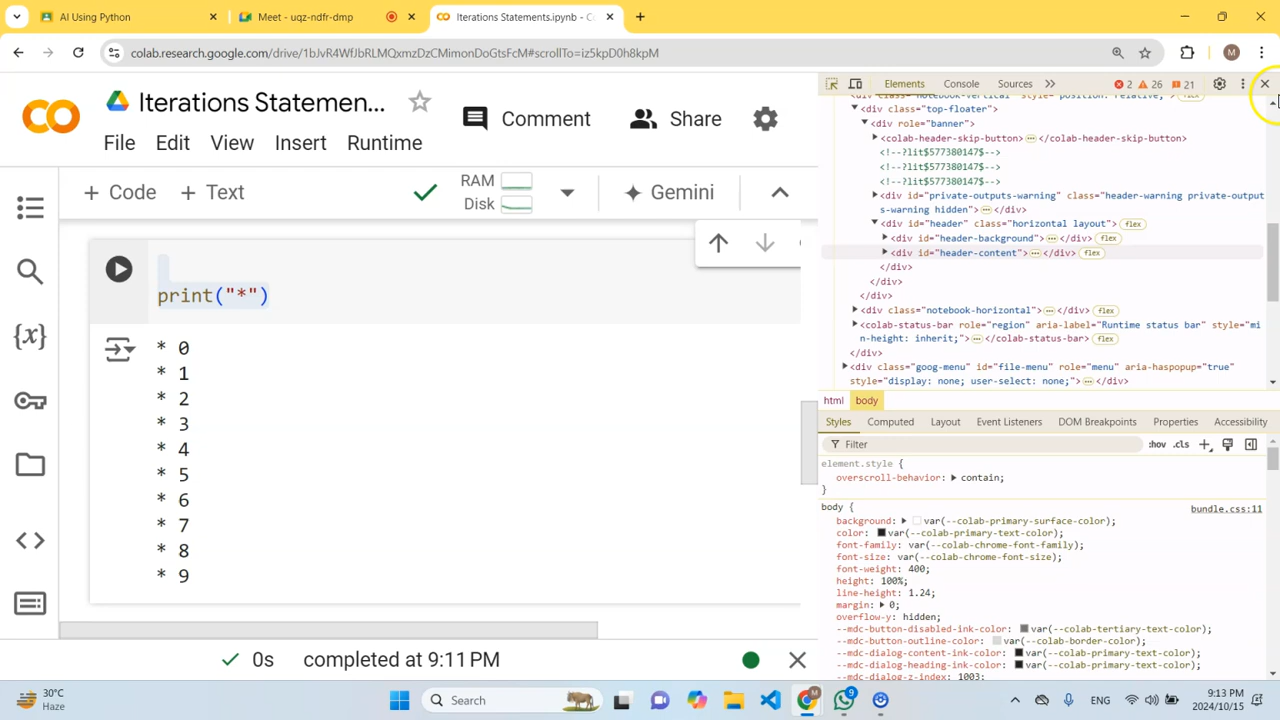 AI Using Python
Meet - uqz-ndfr-dmp
Iterations Statements.ipynb - Co
colab.research.google.com/drive/1bJvR4WfJbRLMQxmzDzCMimonDoGtsFcM#scrollTo=iz5kpD0h8kpM
M
Iterations Statemen...
Comment
Share
File Edit View Insert Runtime
+ Code + Text
RAM
Disk
Gemini
print("*")
* 0
* 1
* 2
* 3
* 4
* 5
* 6
* 7
* 8
* 9
0s completed at 9:11 PM
Elements Console Sources 2 26 21
<div class="notebook-vertical" style="position: relative;"> flex
<div class="top-floater">
<div role="banner">
<colab-header-skip-button> </colab-header-skip-button>
<!--?lit$577380147$-->
<!--?lit$577380147$-->
<!--?lit$577380147$-->
<div id="private-outputs-warning" class="header-warning private-output
s-warning hidden"> </div>
<div id="header" class="horizontal layout"> flex
<div id="header-background"> </div> flex
<div id="header-content"> </div> flex
</div>
</div>
</div>
<div class="notebook-horizontal"> </div> flex
<colab-status-bar role="region" aria-label="Runtime status bar" style="mi
n-height: inherit;"> </colab-status-bar> flex
</div>
<div class="goog-menu" id="file-menu" role="menu" aria-haspopup="true"
style="display: none; user-select: none;"> </div>
html body
Styles Computed Layout Event Listeners DOM Breakpoints Properties Accessibility
Filter :hov .cls
element.style {
overscroll-behavior: contain;
}
body { bundle.css:11
background: var(--colab-primary-surface-color);
color: var(--colab-primary-text-color);
font-family: var(--colab-chrome-font-family);
font-size: var(--colab-chrome-font-size);
font-weight: 400;
height: 100%;
line-height: 1.24;
margin: 0;
overflow-y: hidden;
--mdc-button-disabled-ink-color: var(--colab-tertiary-text-color);
--mdc-button-outline-color: var(--colab-border-color);
--mdc-dialog-content-ink-color: var(--colab-primary-text-color);
--mdc-dialog-heading-ink-color: var(--colab-primary-text-color);
--mdc-dialog-z-index: 1003;
30°C
Haze
Search
9
ENG
9:13 PM
2024/10/15